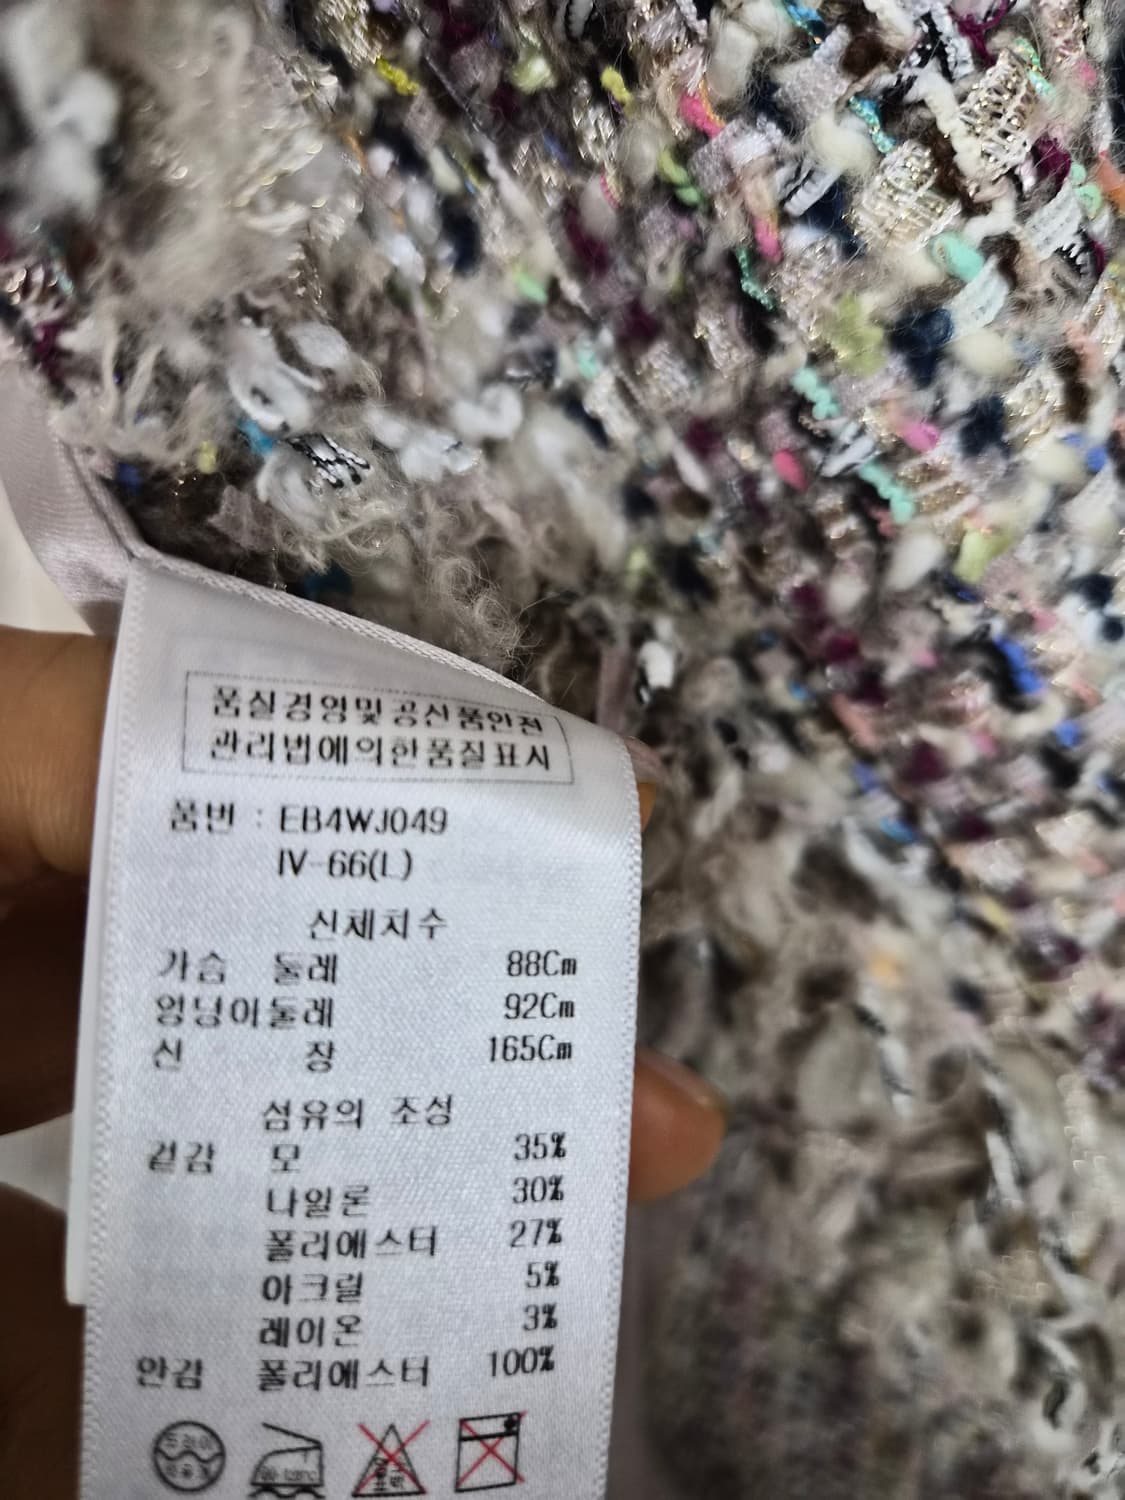 품질경영및공산품안전
관리법에의한품질표시
품번 : EB4WJ049
IV-66(L)
신체치수
가슴 둘레 88Cm
엉덩이둘레 92Cm
신 장 165Cm
섬유의 조성
겉감 모 35%
나일론 30%
폴리에스터 27%
아크릴 5%
레이온 3%
안감 폴리에스터 100%